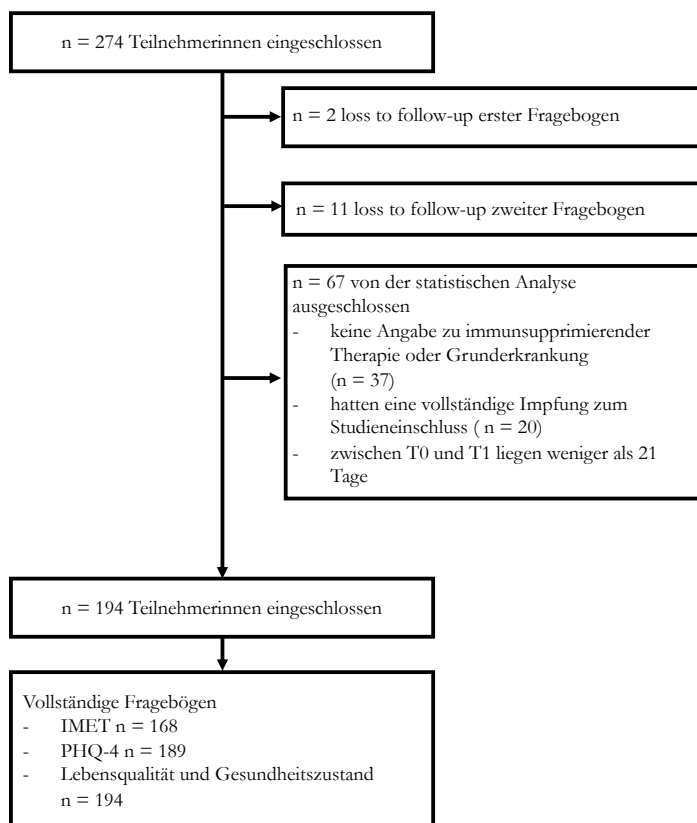 n = 274 Teilnehmerinnen eingeschlossen
n = 2 loss to follow-up erster Fragebogen
n = 11 loss to follow-up zweiter Fragebogen
n = 67 von der statistischen Analyse
ausgeschlossen
- keine Angabe zu immunsupprimierender
Therapie oder Grunderkrankung
(n = 37)
- hatten eine vollständige Impfung zum
Studieneinschluss ( n = 20)
- zwischen T0 und T1 liegen weniger als 21
Tage
n = 194 Teilnehmerinnen eingeschlossen
Vollständige Fragebögen
- IMET n = 168
- PHQ-4 n = 189
- Lebensqualität und Gesundheitszustand
n = 194